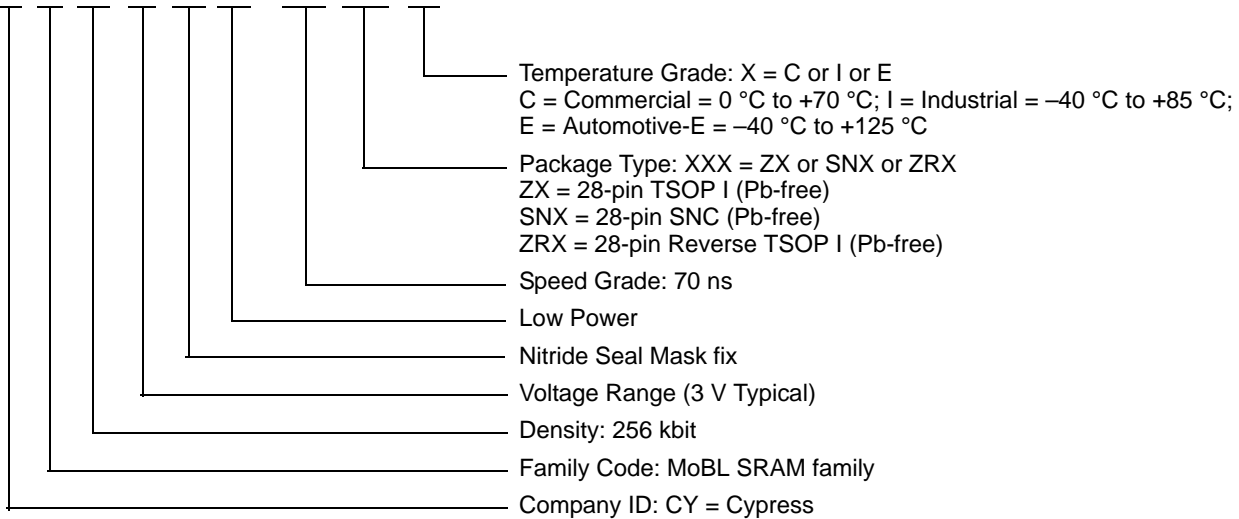 Temperature Grade: X = C or I or E
C = Commercial = 0 °C to +70 °C; I = Industrial = –40 °C to +85 °C;
E = Automotive-E = –40 °C to +125 °C
Package Type: XXX = ZX or SNX or ZRX
ZX = 28-pin TSOP I (Pb-free)
SNX = 28-pin SNC (Pb-free)
ZRX = 28-pin Reverse TSOP I (Pb-free)
Speed Grade: 70 ns
Low Power
Nitride Seal Mask fix
Voltage Range (3 V Typical)
Density: 256 kbit
Family Code: MoBL SRAM family
Company ID: CY = Cypress